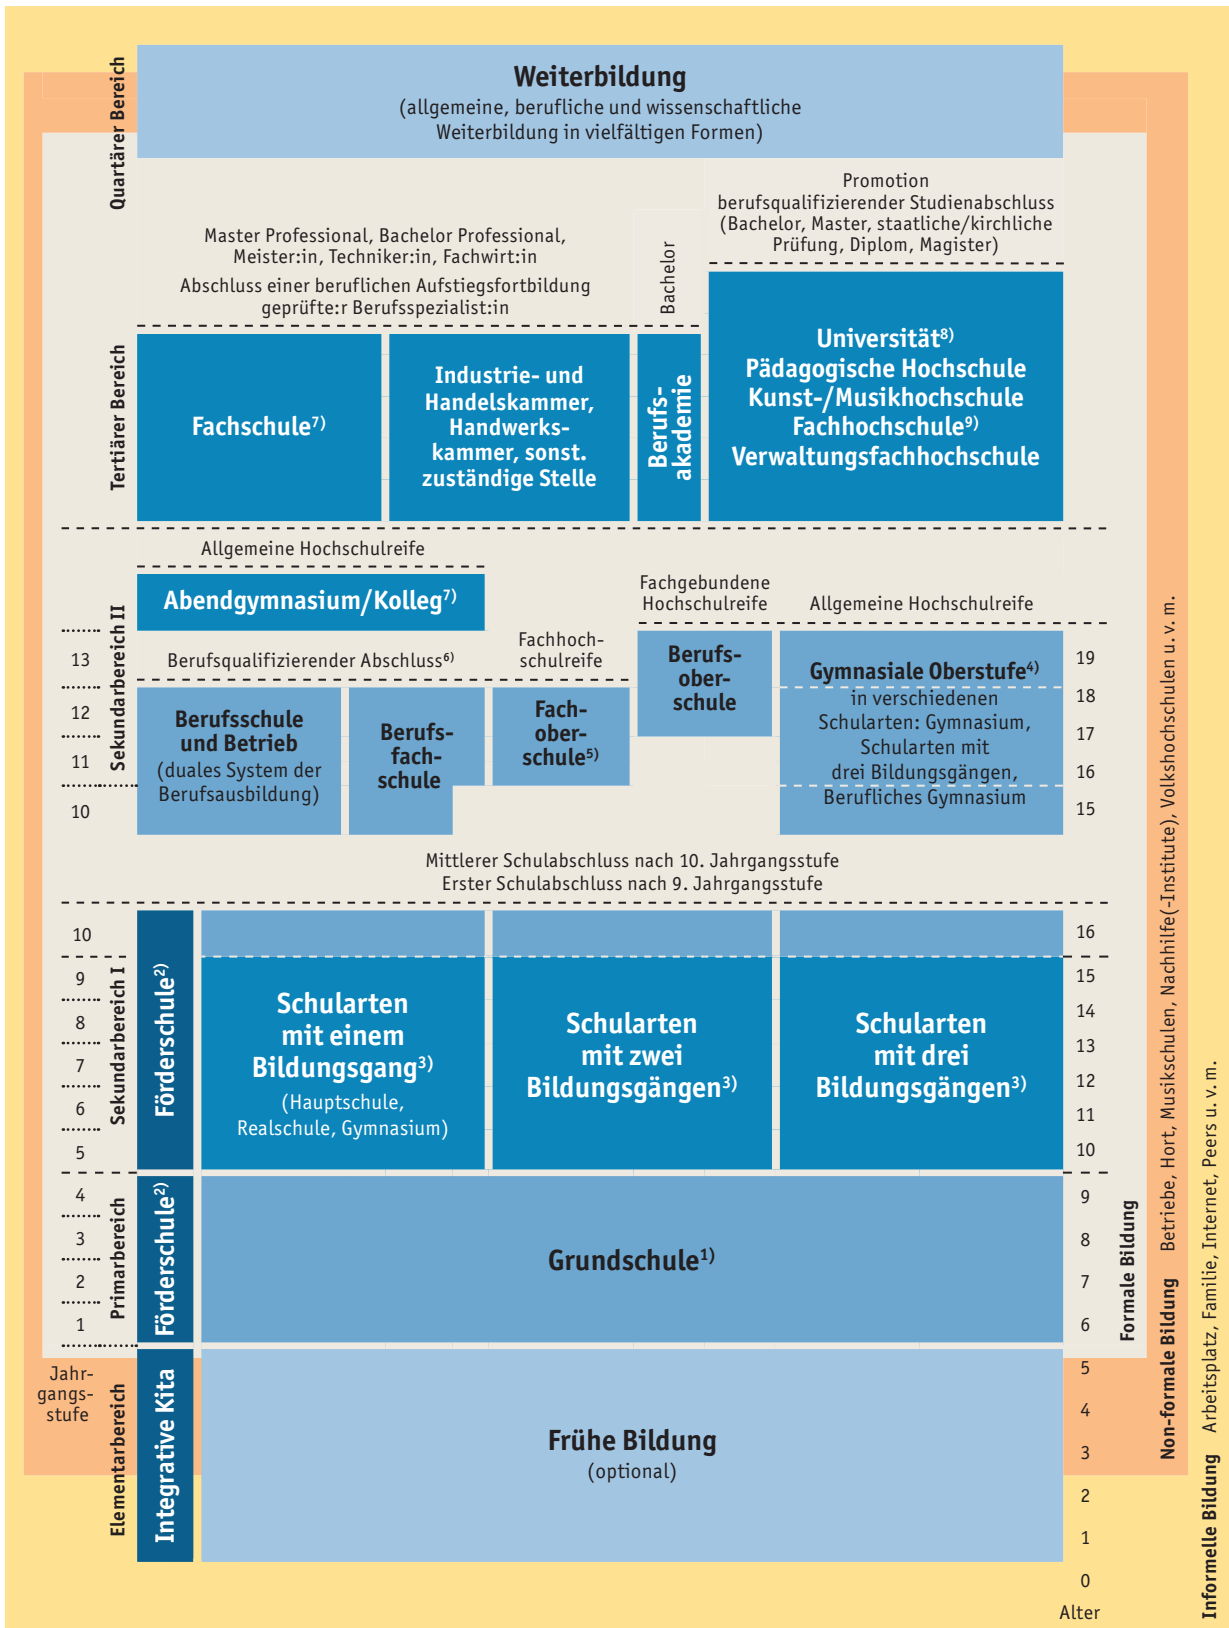 Quartärer Bereich
Weiterbildung
(allgemeine, berufliche und wissenschaftliche
Weiterbildung in vielfältigen Formen)
Promotion
berufsqualifizierender Studienabschluss
(Bachelor, Master, staatliche/kirchliche
Prüfung, Diplom, Magister)
Master Professional, Bachelor Professional,
Meister:in, Techniker:in, Fachwirt:in
Abschluss einer beruflichen Aufstiegsfortbildung
geprüfte:r Berufsspezialist:in
Bachelor
Tertiärer Bereich
Fachschule7)
Industrie- und
Handelskammer,
Handwerks-
kammer, sonst.
zuständige Stelle
Berufs-
akademie
Universität8)
Pädagogische Hochschule
Kunst-/Musikhochschule
Fachhochschule9)
Verwaltungsfachhochschule
Sekundarbereich II
Allgemeine Hochschulreife
Abendgymnasium/Kolleg7)
Fachgebundene
Hochschulreife
Allgemeine Hochschulreife
13
12
11
10
Berufsqualifizierender Abschluss6)
Fachhoch-
schulreife
Berufsschule
und Betrieb
(duales System der
Berufsausbildung)
Berufs-
fach-
schule
Fach-
ober-
schule5)
Berufs-
ober-
schule
Gymnasiale Oberstufe4)
in verschiedenen
Schularten: Gymnasium,
Schularten mit
drei Bildungsgängen,
Berufliches Gymnasium
19
18
17
16
15
Mittlerer Schulabschluss nach 10. Jahrgangsstufe
Erster Schulabschluss nach 9. Jahrgangsstufe
10
9
8
7
6
5
Sekundarbereich I
Förderschule2)
Schularten
mit einem
Bildungsgang3)
(Hauptschule,
Realschule, Gymnasium)
Schularten
mit zwei
Bildungsgängen3)
Schularten
mit drei
Bildungsgängen3)
16
15
14
13
12
11
10
4
3
2
1
Primarbereich
Förderschule2)
Grundschule1)
9
8
7
6
Jahr-
gangs-
stufe
Elementarbereich
Integrative Kita
Frühe Bildung
(optional)
5
4
3
2
1
0
Alter
Formale Bildung
Non-formale Bildung Betriebe, Hort, Musikschulen, Nachhilfe(-Institute), Volkshochschulen u. v. m.
Informelle Bildung Arbeitsplatz, Familie, Internet, Peers u. v. m.